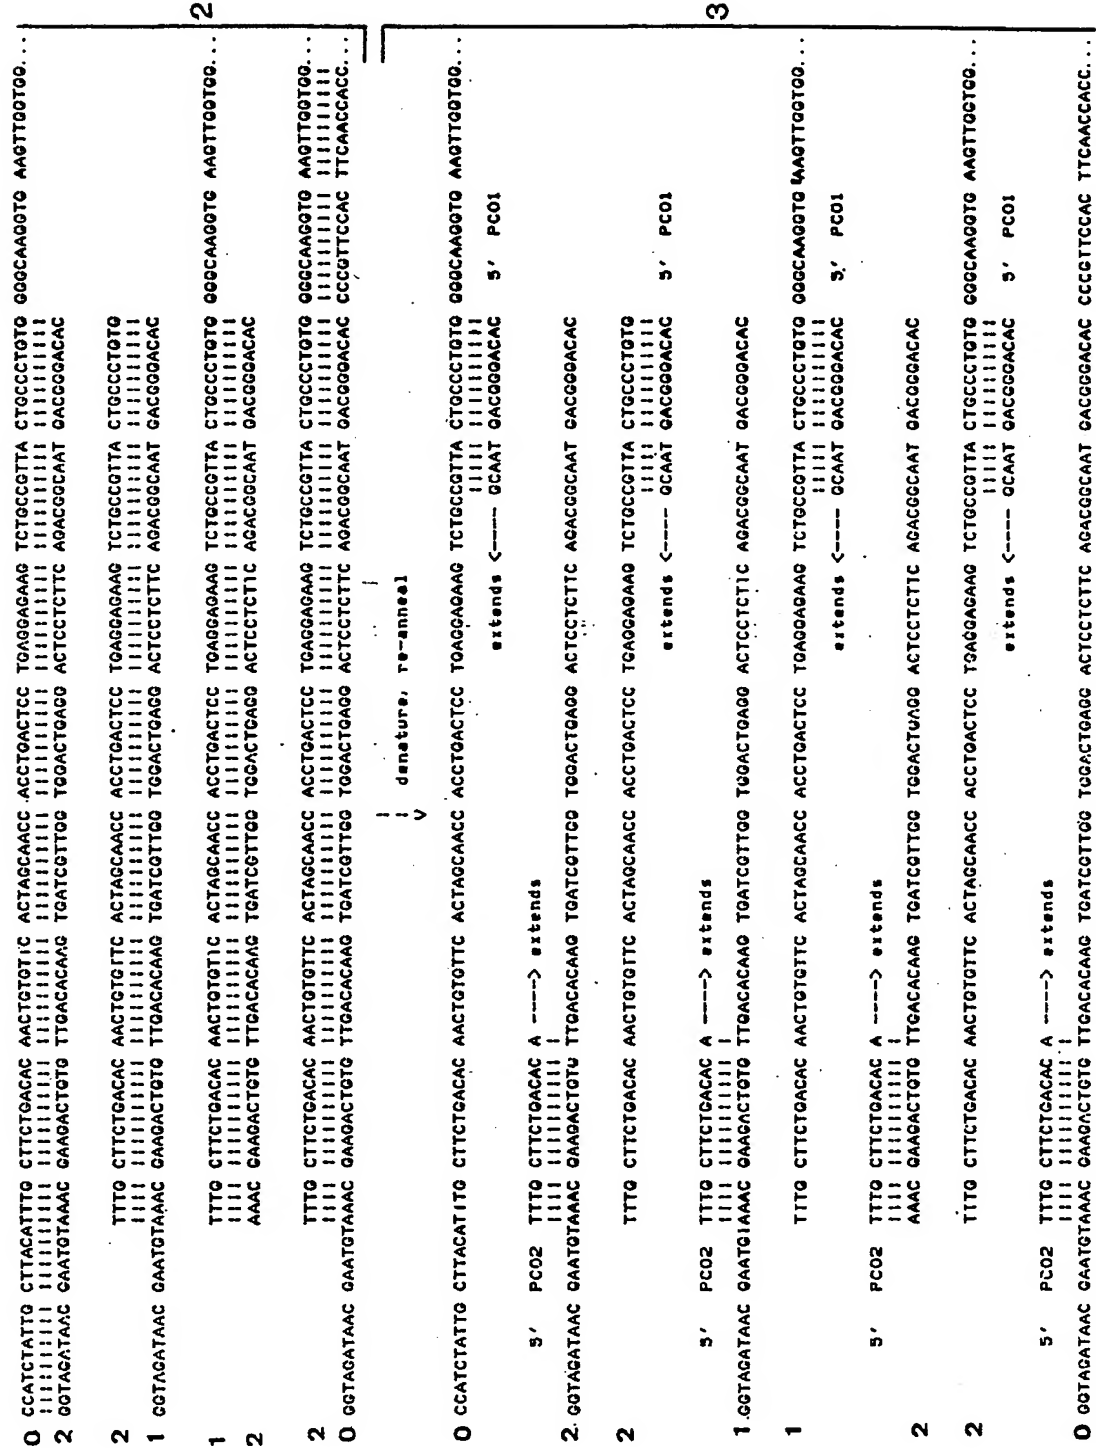 0 CCATCTATTG CTTACATTTG CTTCTGACAC AACTGTGTTC ACTAGCAACC ACCTGACTCC TGAGGAGAAG TCTGCCGTTA CTGCCCTGTG GGGCAAGGTG AAGTTGGTGG...
2 GGTAGATAAC GAATGTAAAC GAAGACTGTG TTGACACAAG TGATCGTTGG TGGACTGAGG ACTCCTCTTC AGACGGCAAT GACGGGACAC
2 TTTG CTTCTGACAC AACTGTGTTC ACTAGCAACC ACCTGACTCC TGAGGAGAAG TCTGCCGTTA CTGCCCTGTG
1 GGTAGATAAC GAATGTAAAC GAAGACTGTG TTGACACAAG TGATCGTTGG TGGACTGAGG ACTCCTCTTC AGACGGCAAT GACGGGACAC
1 TTTG CTTCTGACAC AACTGTGTTC ACTAGCAACC ACCTGACTCC TGAGGAGAAG TCTGCCGTTA CTGCCCTGTG GGGCAAGGTG AAGTTGGTGG...
2 AAAC GAAGACTGTG TTGACACAAG TGATCGTTGG TGGACTGAGG ACTCCTCTTC AGACGGCAAT GACGGGACAC
2 TTTG CTTCTGACAC AACTGTGTTC ACTAGCAACC ACCTGACTCC TGAGGAGAAG TCTGCCGTTA CTGCCCTGTG GGGCAAGGTG AAGTTGGTGG...
0 GGTAGATAAC GAATGTAAAC GAAGACTGTG TTGACACAAG TGATCGTTGG TGGACTGAGG ACTCCTCTTC AGACGGCAAT GACGGGACAC CCCGTTCCAC TTCAACCACC...
2
denature, re-anneal
0 CCATCTATTG CTTACATTTG CTTCTGACAC AACTGTGTTC ACTAGCAACC ACCTGACTCC TGAGGAGAAG TCTGCCGTTA CTGCCCTGTG GGGCAAGGTG AAGTTGGTGG...
extends <---- GCAAT GACGGGACAC 5' PC01
5' PC02 TTTG CTTCTGACAC A ----> extends
2 GGTAGATAAC GAATGTAAAC GAAGACTGTG TTGACACAAG TGATCGTTGG TGGACTGAGG ACTCCTCTTC AGACGGCAAT GACGGGACAC
2 TTTG CTTCTGACAC AACTGTGTTC ACTAGCAACC ACCTGACTCC TGAGGAGAAG TCTGCCGTTA CTGCCCTGTG
extends <---- GCAAT GACGGGACAC 5' PC01
5' PC02 TTTG CTTCTGACAC A ----> extends
1 GGTAGATAAC GAATGTAAAC GAAGACTGTG TTGACACAAG TGATCGTTGG TGGACTGAGG ACTCCTCTTC AGACGGCAAT GACGGGACAC
1 TTTG CTTCTGACAC AACTGTGTTC ACTAGCAACC ACCTGACTCC TGAGGAGAAG TCTGCCGTTA CTGCCCTGTG GGGCAAGGTG AAGTTGGTGG...
extends <---- GCAAT GACGGGACAC 5' PC01
5' PC02 TTTG CTTCTGACAC A ----> extends
2 AAAC GAAGACTGTG TTGACACAAG TGATCGTTGG TGGACTGAGG ACTCCTCTTC AGACGGCAAT GACGGGACAC
2 TTTG CTTCTGACAC AACTGTGTTC ACTAGCAACC ACCTGACTCC TGAGGAGAAG TCTGCCGTTA CTGCCCTGTG GGGCAAGGTG AAGTTGGTGG...
extends <---- GCAAT GACGGGACAC 5' PC01
5' PC02 TTTG CTTCTGACAC A ----> extends
0 GGTAGATAAC GAATGTAAAC GAAGACTGTG TTGACACAAG TGATCGTTGG TGGACTGAGG ACTCCTCTTC AGACGGCAAT GACGGGACAC CCCGTTCCAC TTCAACCACC...
3